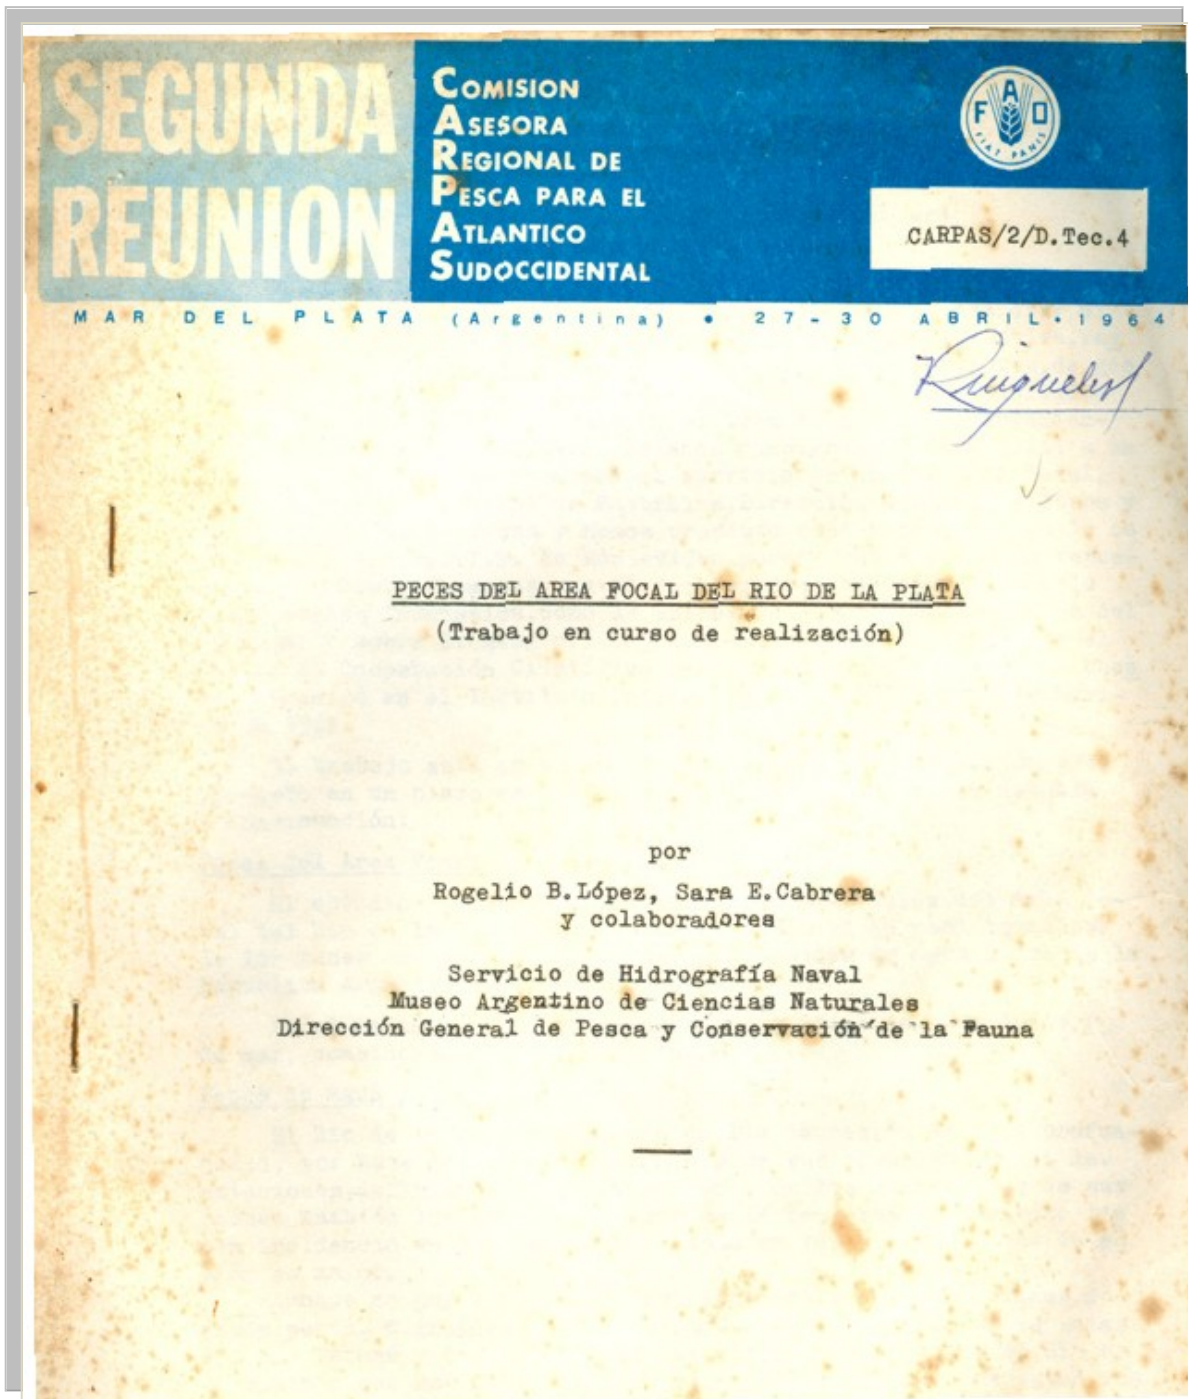 SEGUNDA
REUNION
COMISION
ASESORA
REGIONAL DE
PESCA PARA EL
ATLANTICO
SUDOCCIDENTAL
FAO
FIAT PANIS
CARPAS/2/D.Tec.4
MAR DEL PLATA (Argentina) • 27-30 ABRIL • 1964
PECES DEL AREA FOCAL DEL RIO DE LA PLATA
(Trabajo en curso de realización)
por
Rogelio B.López, Sara E.Cabrera
y colaboradores
Servicio de Hidrografía Naval
Museo Argentino de Ciencias Naturales
Dirección General de Pesca y Conservación de la Fauna